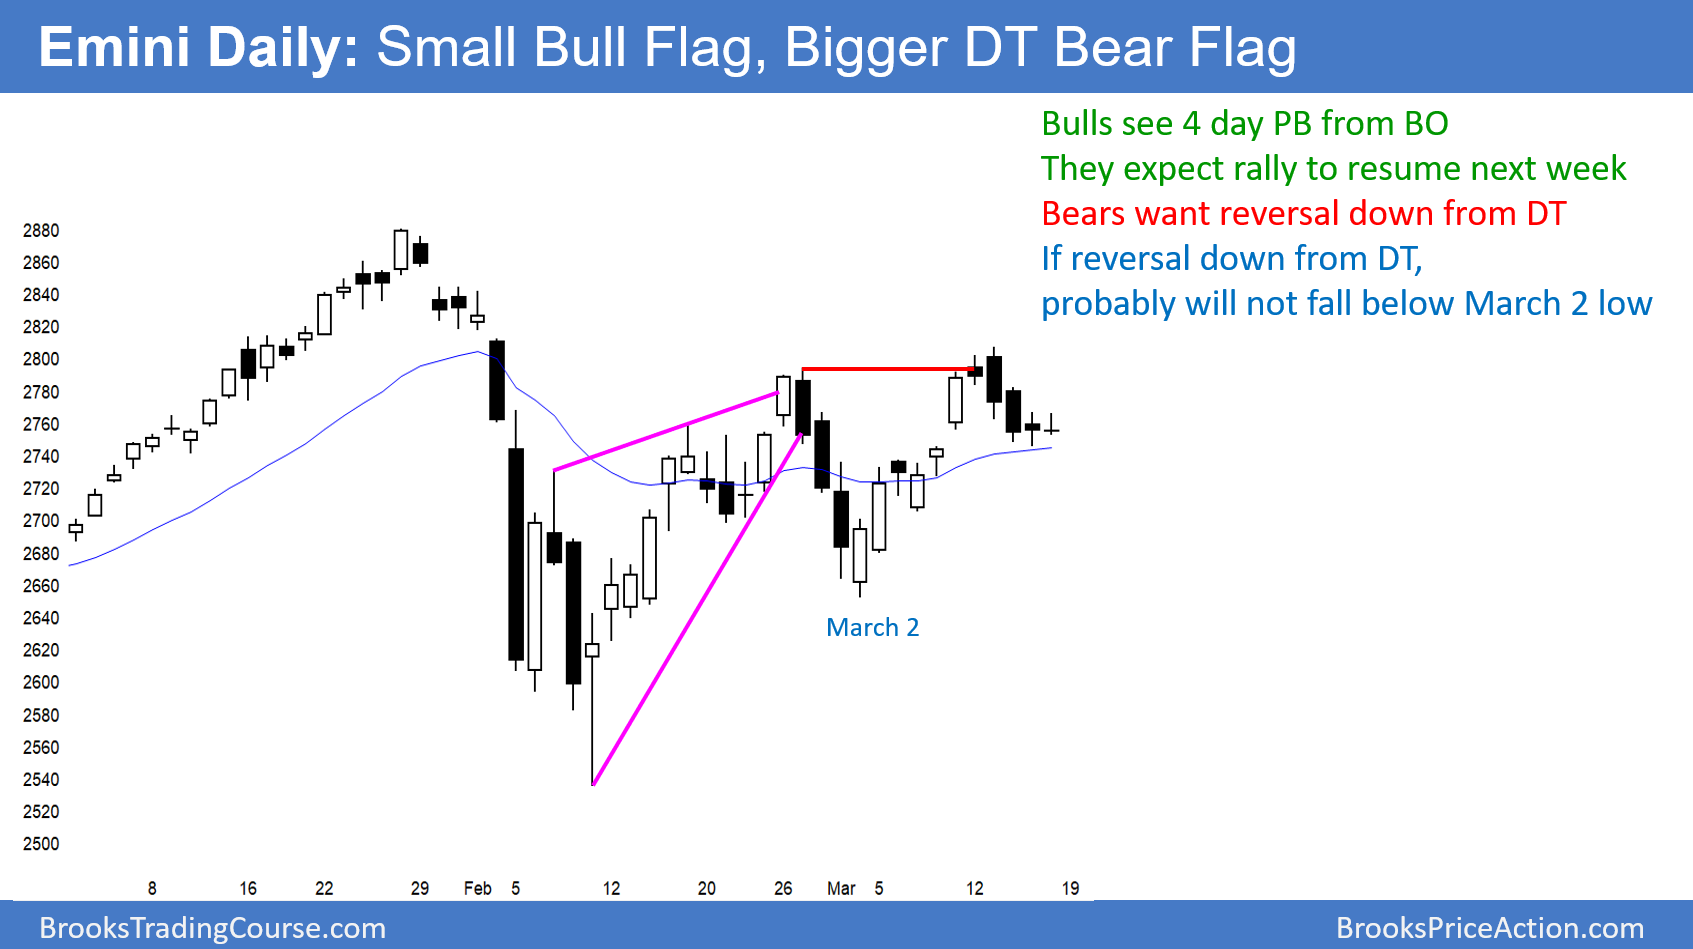 Emini Daily: Small Bull Flag, Bigger DT Bear Flag
Bulls see 4 day PB from BO
They expect rally to resume next week
Bears want reversal down from DT
If reversal down from DT,
probably will not fall below March 2 low
2880
2860
2840
2820
2800
2780
2760
2740
2720
2700
2680
2660
2640
2620
2600
2580
2560
2540
2520
2500
March 2
8 16 22 29 Feb 5 12 20 26 Mar 5 12 19
BrooksTradingCourse.com BrooksPriceAction.com